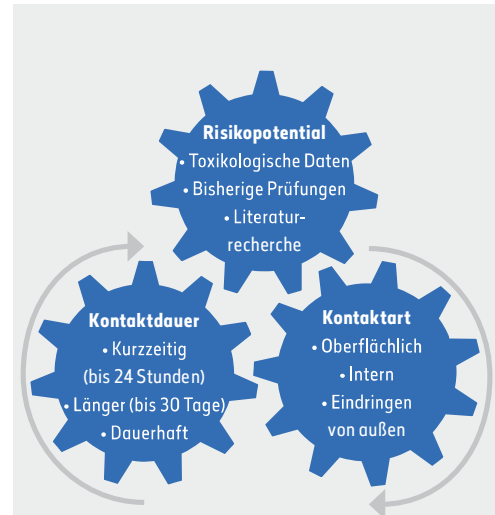 Risikopotential
• Toxikologische Daten
• Bisherige Prüfungen
• Literatur-
recherche
Kontaktdauer
• Kurzzeitig
(bis 24 Stunden)
• Länger (bis 30 Tage)
• Dauerhaft
Kontaktart
• Oberflächlich
• Intern
• Eindringen
von außen